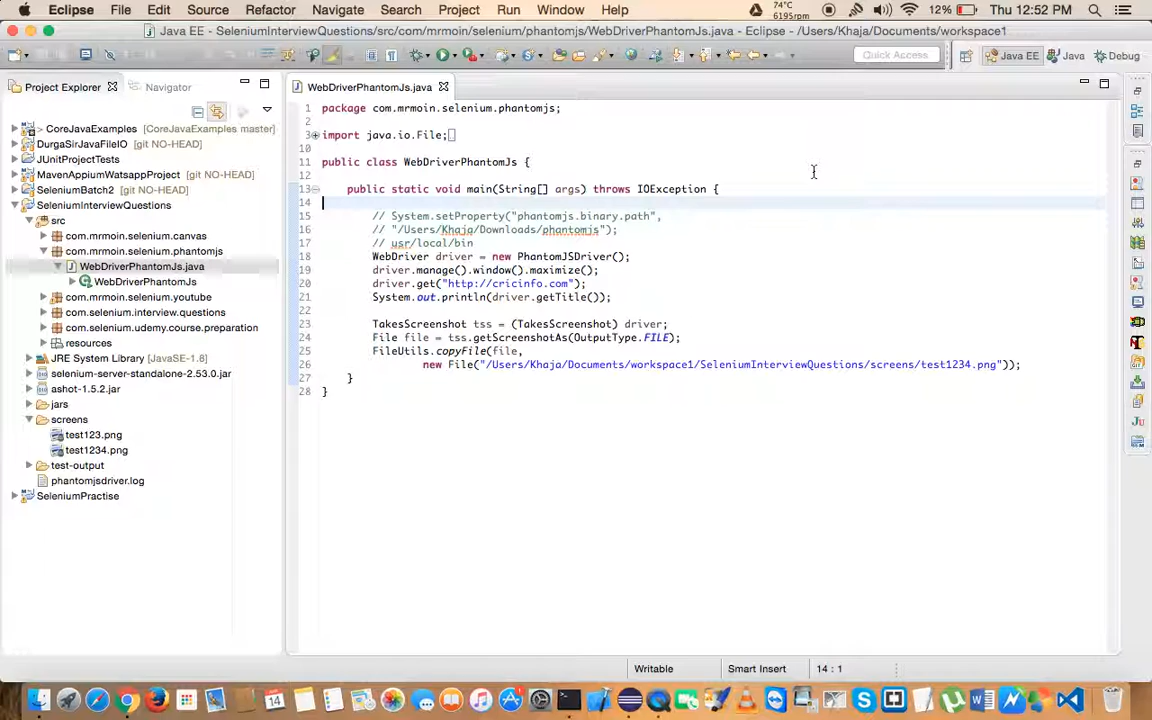 Eclipse File Edit Source Refactor Navigate Search Project Run Window Help 74°C 6195rpm 12% Thu 12:52 PM
Java EE - SeleniumInterviewQuestions/src/com/mrmoin/selenium/phantomjs/WebDriverPhantomJs.java - Eclipse - /Users/Khaja/Documents/workspace1
Quick Access Java EE Java Debug
Project Explorer Navigator WebDriverPhantomJs.java
> CoreJavaExamples [CoreJavaExamples master]
DurgaSirJavaFileIO [git NO-HEAD]
JUnitProjectTests
MavenAppiumWatsappProject [git NO-HEAD]
SeleniumBatch2 [git NO-HEAD]
SeleniumInterviewQuestions
src
com.mrmoin.selenium.canvas
com.mrmoin.selenium.phantomjs
WebDriverPhantomJs.java
WebDriverPhantomJs
com.mrmoin.selenium.youtube
com.selenium.interview.questions
com.selenium.udemy.course.preparation
resources
JRE System Library [JavaSE-1.8]
selenium-server-standalone-2.53.0.jar
ashot-1.5.2.jar
jars
screens
test123.png
test1234.png
test-output
phantomjsdriver.log
SeleniumPractise
1 package com.mrmoin.selenium.phantomjs;
2
3 import java.io.File;
10
11 public class WebDriverPhantomJs {
12
13 public static void main(String[] args) throws IOException {
14
15 // System.setProperty("phantomjs.binary.path",
16 // "/Users/Khaja/Downloads/phantomjs");
17 // usr/local/bin
18 WebDriver driver = new PhantomJSDriver();
19 driver.manage().window().maximize();
20 driver.get("http://cricinfo.com");
21 System.out.println(driver.getTitle());
22
23 TakesScreenshot tss = (TakesScreenshot) driver;
24 File file = tss.getScreenshotAs(OutputType.FILE);
25 FileUtils.copyFile(file,
26 new File("/Users/Khaja/Documents/workspace1/SeleniumInterviewQuestions/screens/test1234.png"));
27 }
28 }
Writable Smart Insert 14 : 1